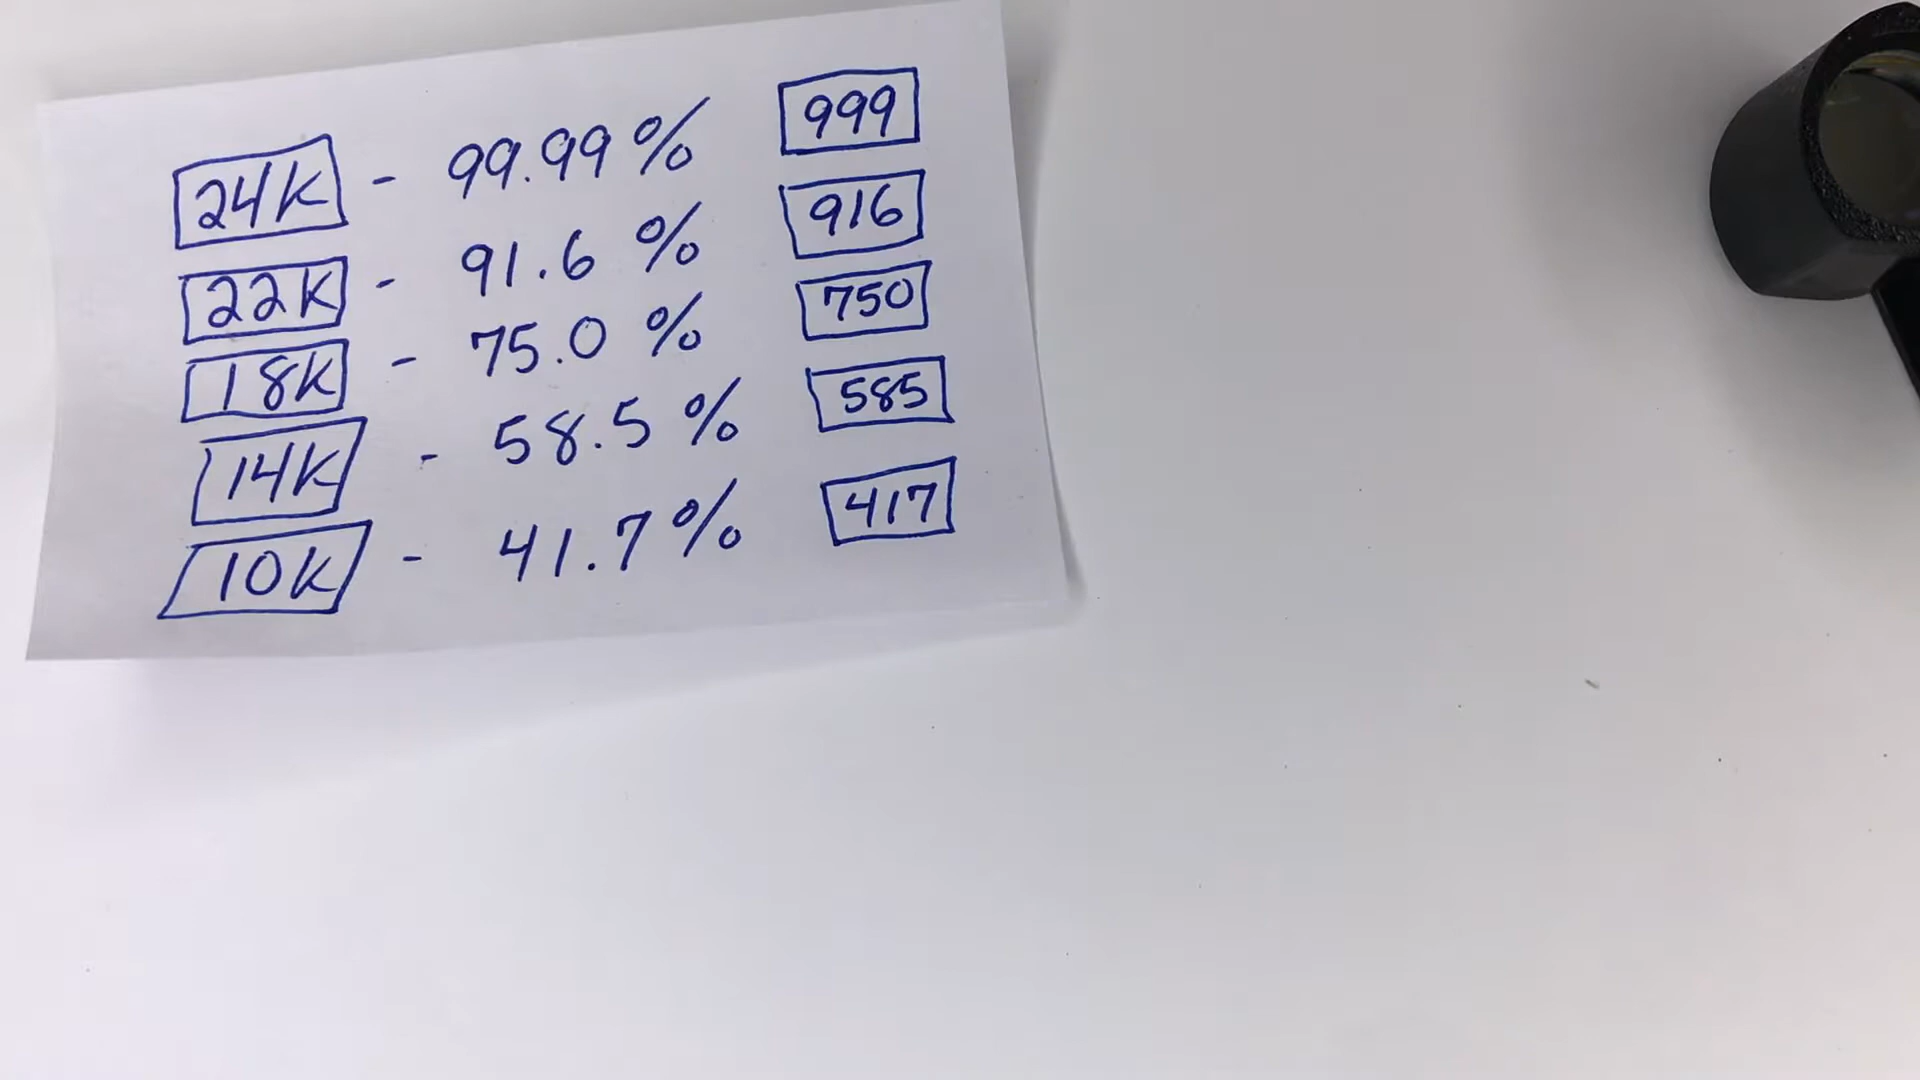 24K - 99.99% 999
22K - 91.6% 916
18K - 75.0% 750
14K - 58.5% 585
10K - 41.7% 417